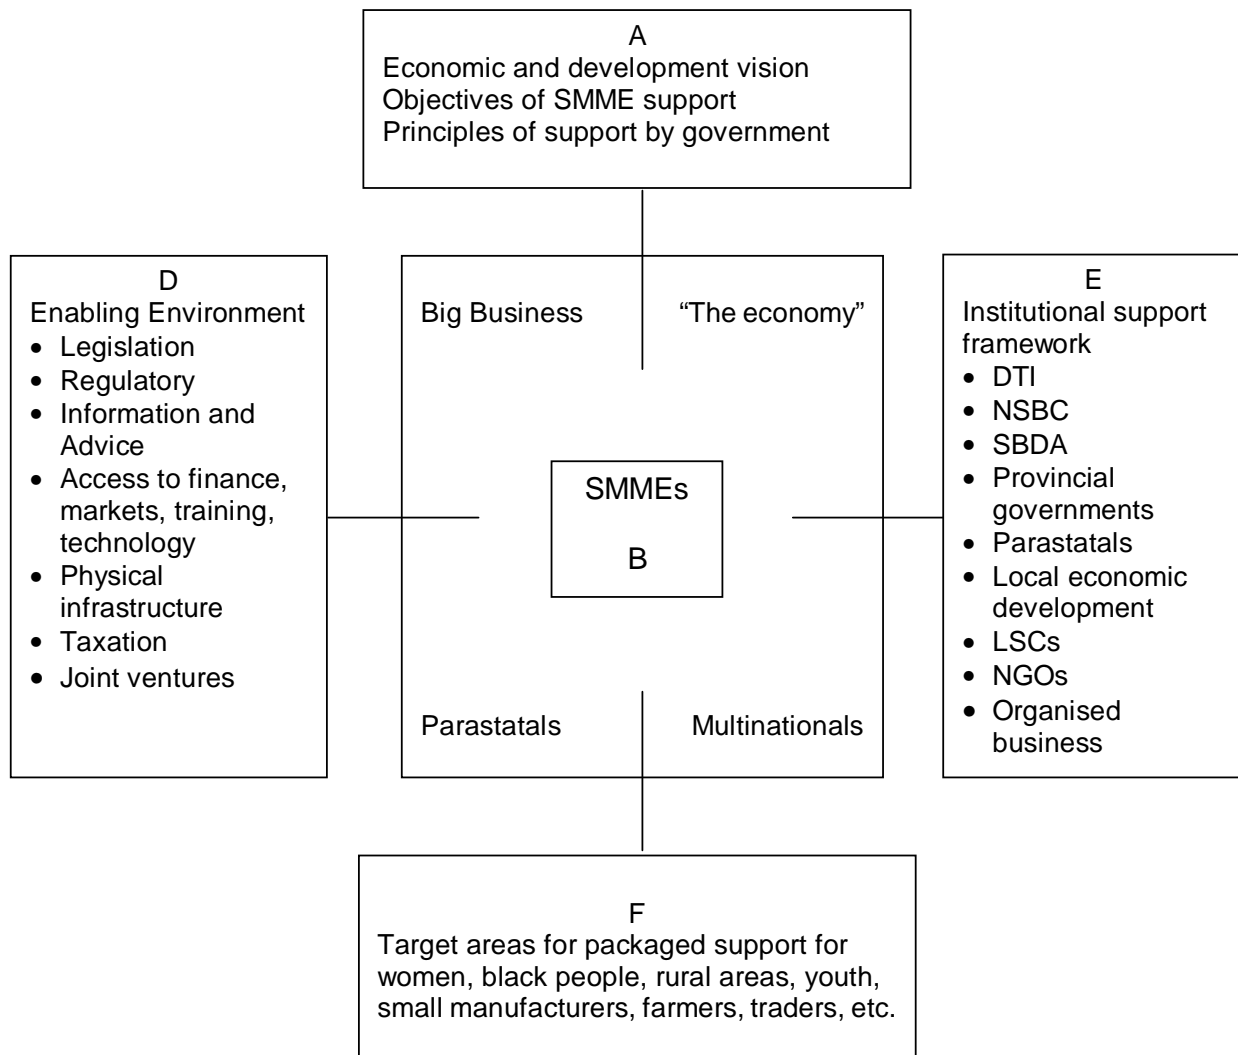 A
Economic and development vision
Objectives of SMME support
Principles of support by government
D
Enabling Environment
• Legislation
• Regulatory
• Information and
Advice
• Access to finance,
markets, training,
technology
• Physical
infrastructure
• Taxation
• Joint ventures
Big Business
“The economy”
SMMEs
B
Parastatals
Multinationals
E
Institutional support
framework
• DTI
• NSBC
• SBDA
• Provincial
governments
• Parastatals
• Local economic
development
• LSCs
• NGOs
• Organised
business
F
Target areas for packaged support for
women, black people, rural areas, youth,
small manufacturers, farmers, traders, etc.